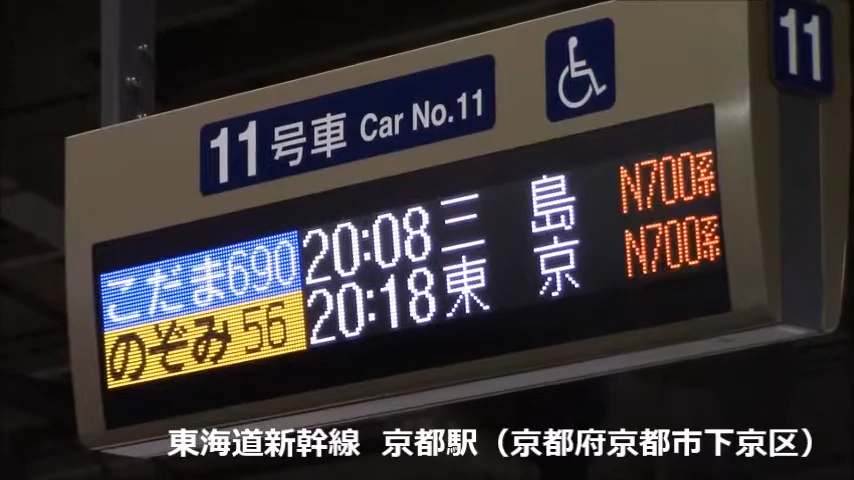 11号車 Car No.11
11
こだま690 20:08 三島 N700系
のぞみ 56 20:18 東京 N700系
東海道新幹線 京都駅（京都府京都市下京区）